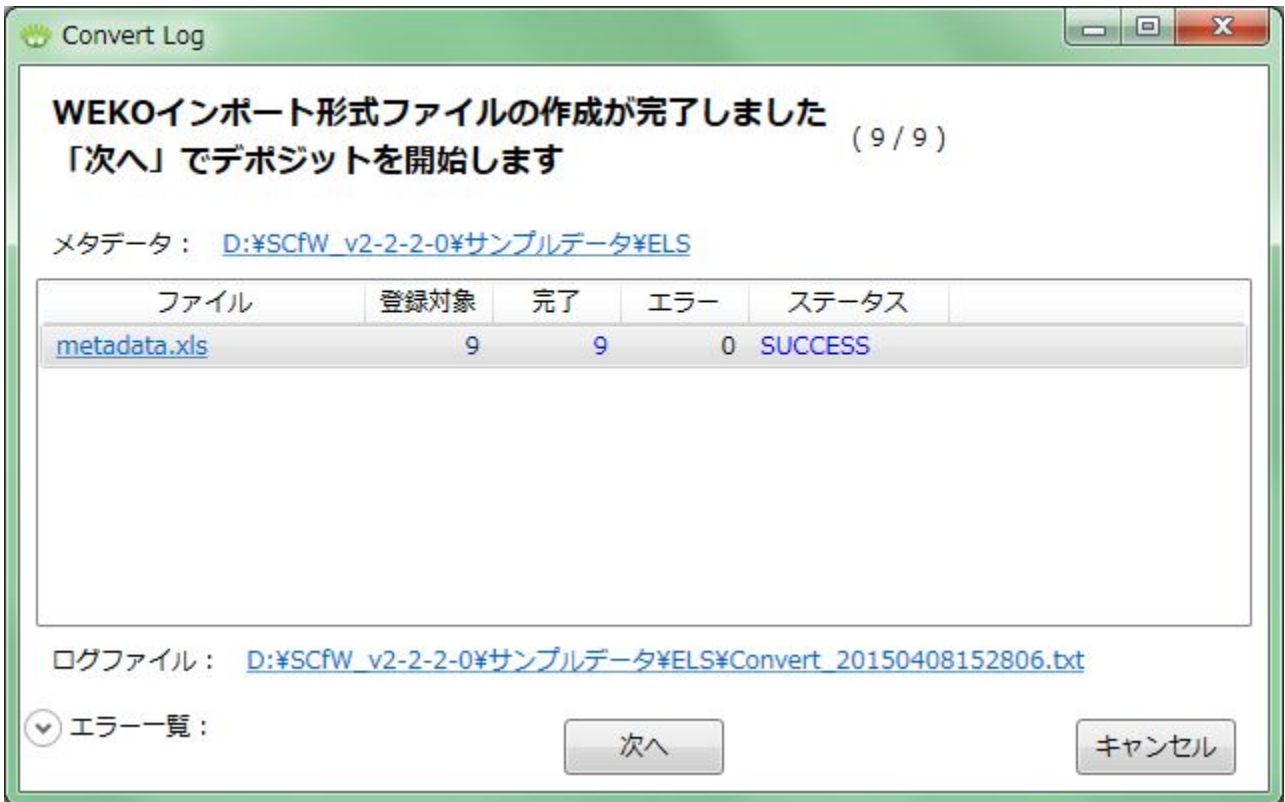 Convert Log
WEKOインポート形式ファイルの作成が完了しました
「次へ」でデポジットを開始します
( 9 / 9 )
メタデータ： D:¥SCfW_v2-2-2-0¥サンプルデータ¥ELS
ファイル 登録対象 完了 エラー ステータス
metadata.xls 9 9 0 SUCCESS
ログファイル： D:¥SCfW_v2-2-2-0¥サンプルデータ¥ELS¥Convert_20150408152806.txt
エラー一覧：
次へ キャンセル